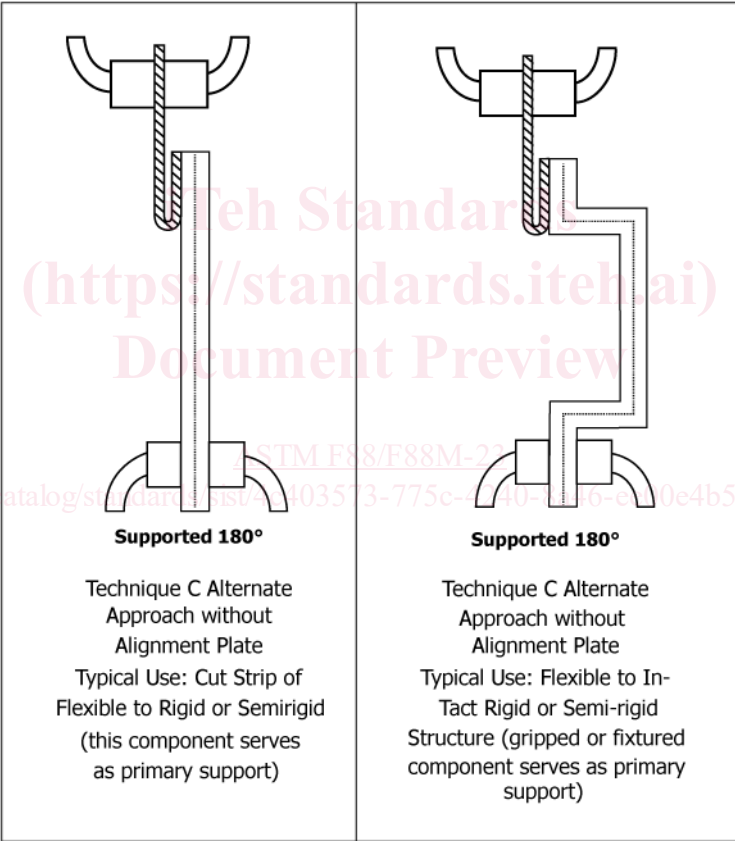 iTeh Standards
(https://standards.iteh.ai)
Document Preview
ASTM F88/F88M-23
Supported 180°
Technique C Alternate
Approach without
Alignment Plate
Typical Use: Cut Strip of
Flexible to Rigid or Semirigid
(this component serves
as primary support)
Supported 180°
Technique C Alternate
Approach without
Alignment Plate
Typical Use: Flexible to In-
Tact Rigid or Semi-rigid
Structure (gripped or fixtured
component serves as primary
support)